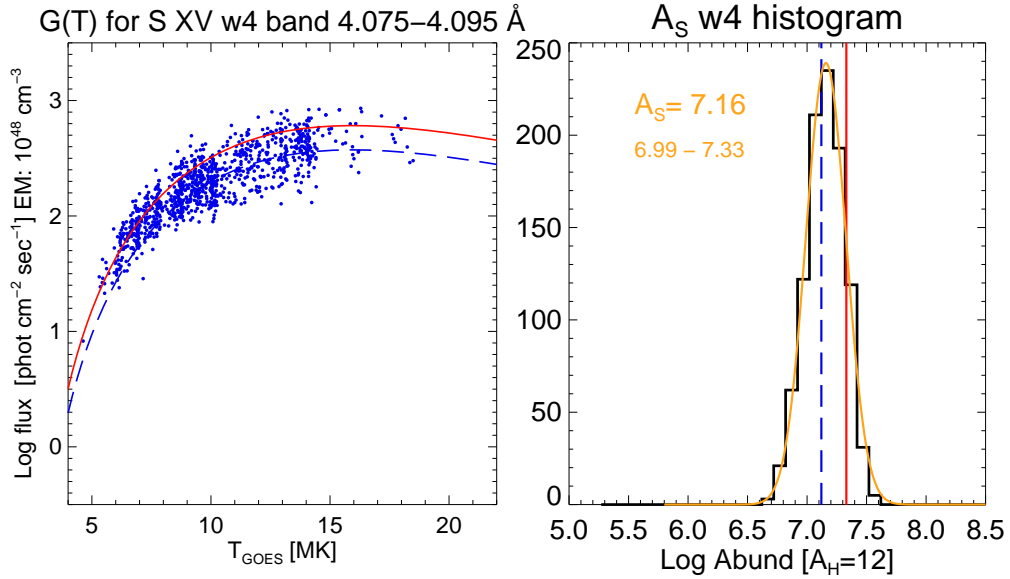 G(T) for S XV w4 band 4.075−4.095 Å
Log flux [phot cm⁻² sec⁻¹] EM: 10⁴⁸ cm⁻³
3
2
1
0
5 10 15 20
T_GOES [MK]
A_S w4 histogram
250
200
150
100
50
0
A_S= 7.16
6.99 − 7.33
5.0 5.5 6.0 6.5 7.0 7.5 8.0 8.5
Log Abund [A_H=12]